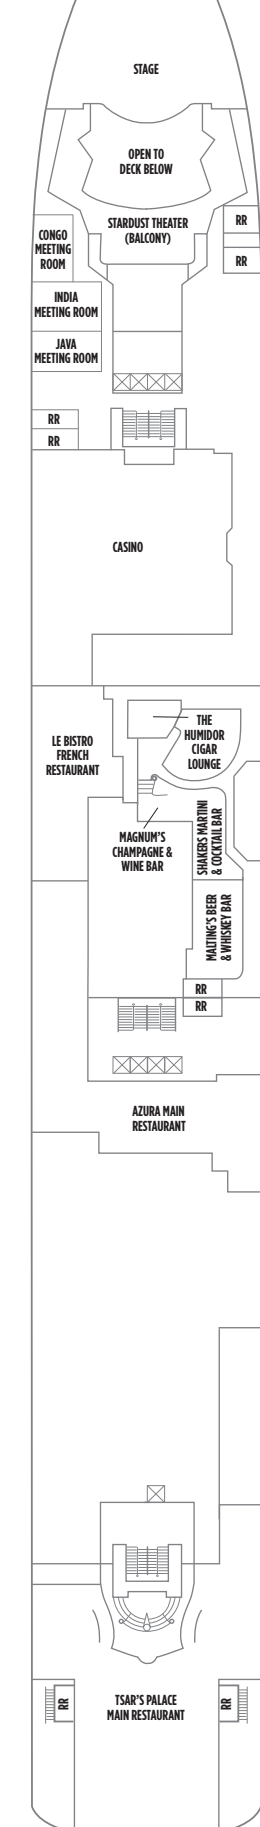 STAGE
OPEN TO
DECK BELOW
STARDUST THEATER
(BALCONY)
RR
RR
CONGO
MEETING
ROOM
INDIA
MEETING ROOM
JAVA
MEETING ROOM
RR
RR
CASINO
THE
HUMIDOR
CIGAR
LOUNGE
LE BISTRO
FRENCH
RESTAURANT
MAGNUM'S
CHAMPAGNE &
WINE BAR
SHAKERS MARTINI
& COCKTAIL BAR
MALTING'S BEER
& WHISKEY BAR
RR
RR
AZURA MAIN
RESTAURANT
TSAR'S PALACE
MAIN RESTAURANT
RR
RR